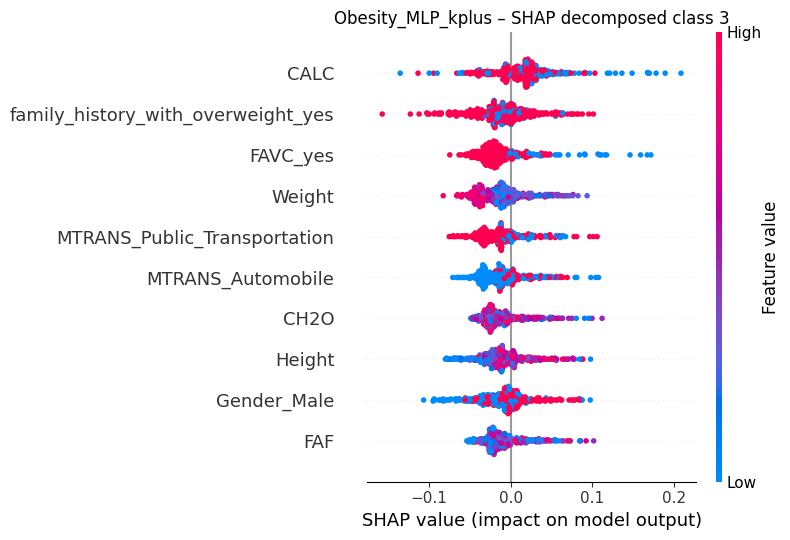 Obesity_MLP_kplus – SHAP decomposed class 3
High
CALC
family_history_with_overweight_yes
FAVC_yes
Weight
MTRANS_Public_Transportation
MTRANS_Automobile
CH2O
Height
Gender_Male
FAF
Feature value
Low
−0.1 0.0 0.1 0.2
SHAP value (impact on model output)